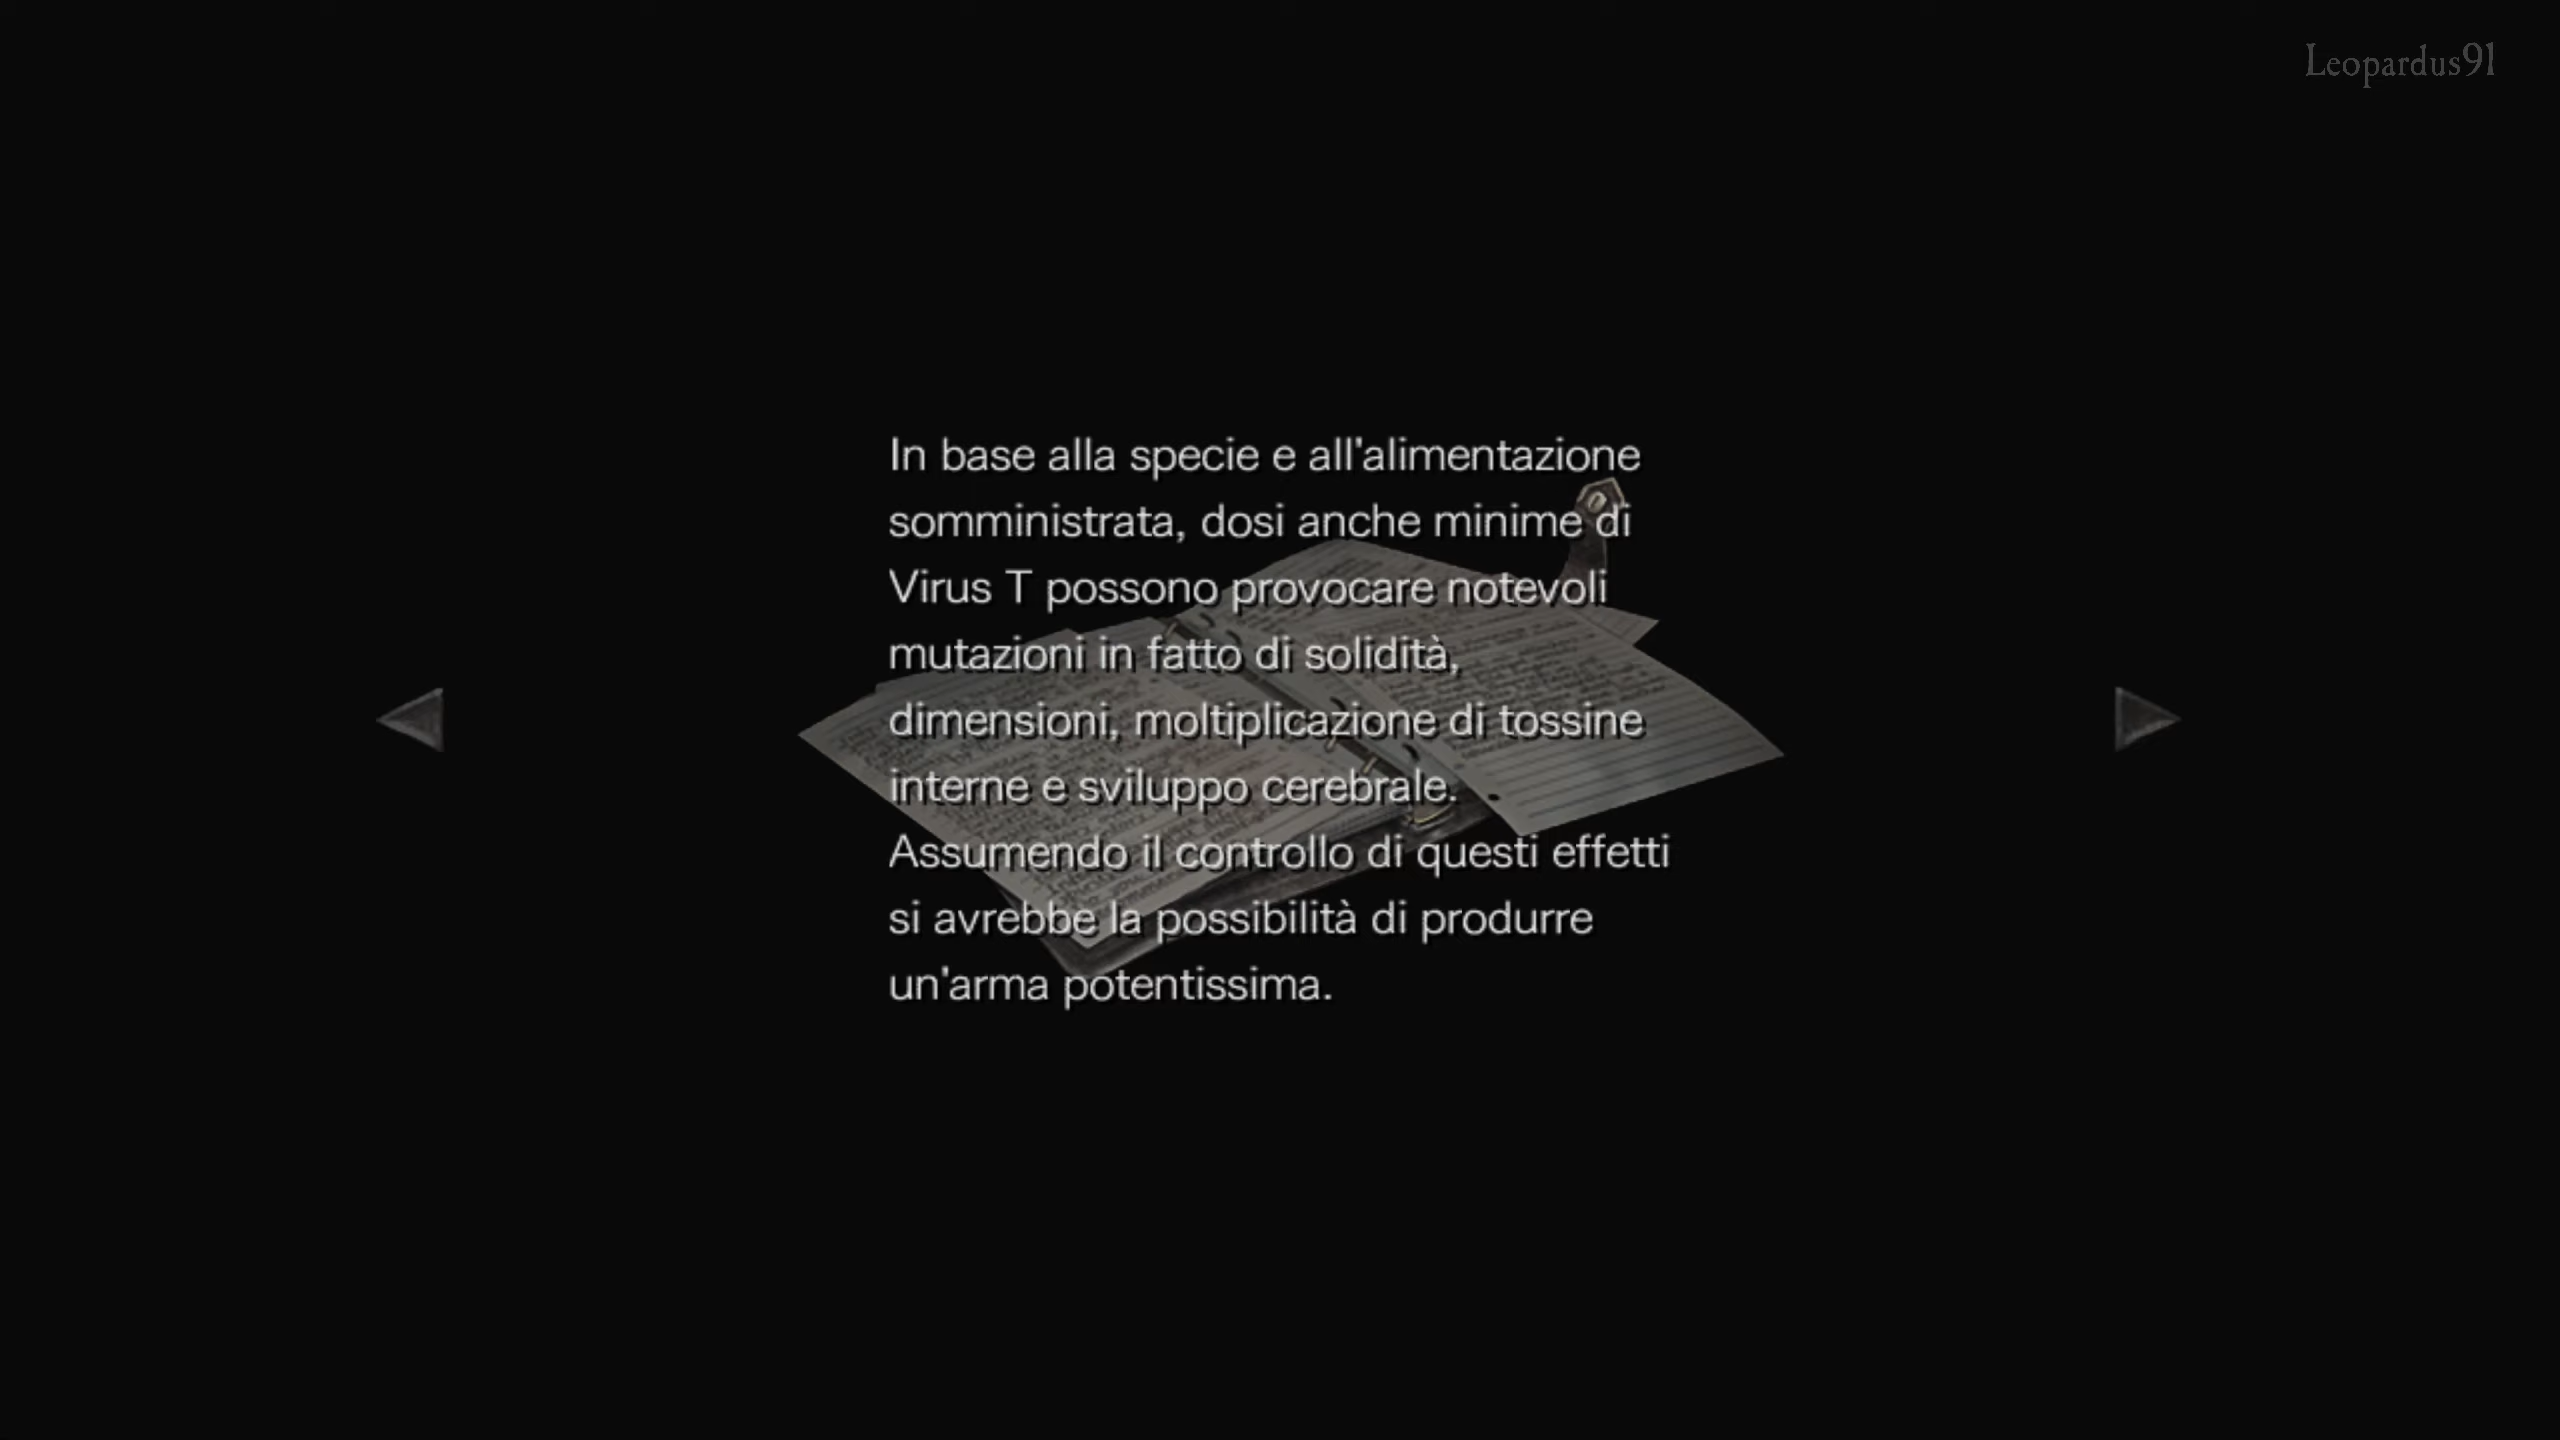 Leopardus91
In base alla specie e all'alimentazione
somministrata, dosi anche minime di
Virus T possono provocare notevoli
mutazioni in fatto di solidità,
dimensioni, moltiplicazione di tossine
interne e sviluppo cerebrale.
Assumendo il controllo di questi effetti
si avrebbe la possibilità di produrre
un'arma potentissima.